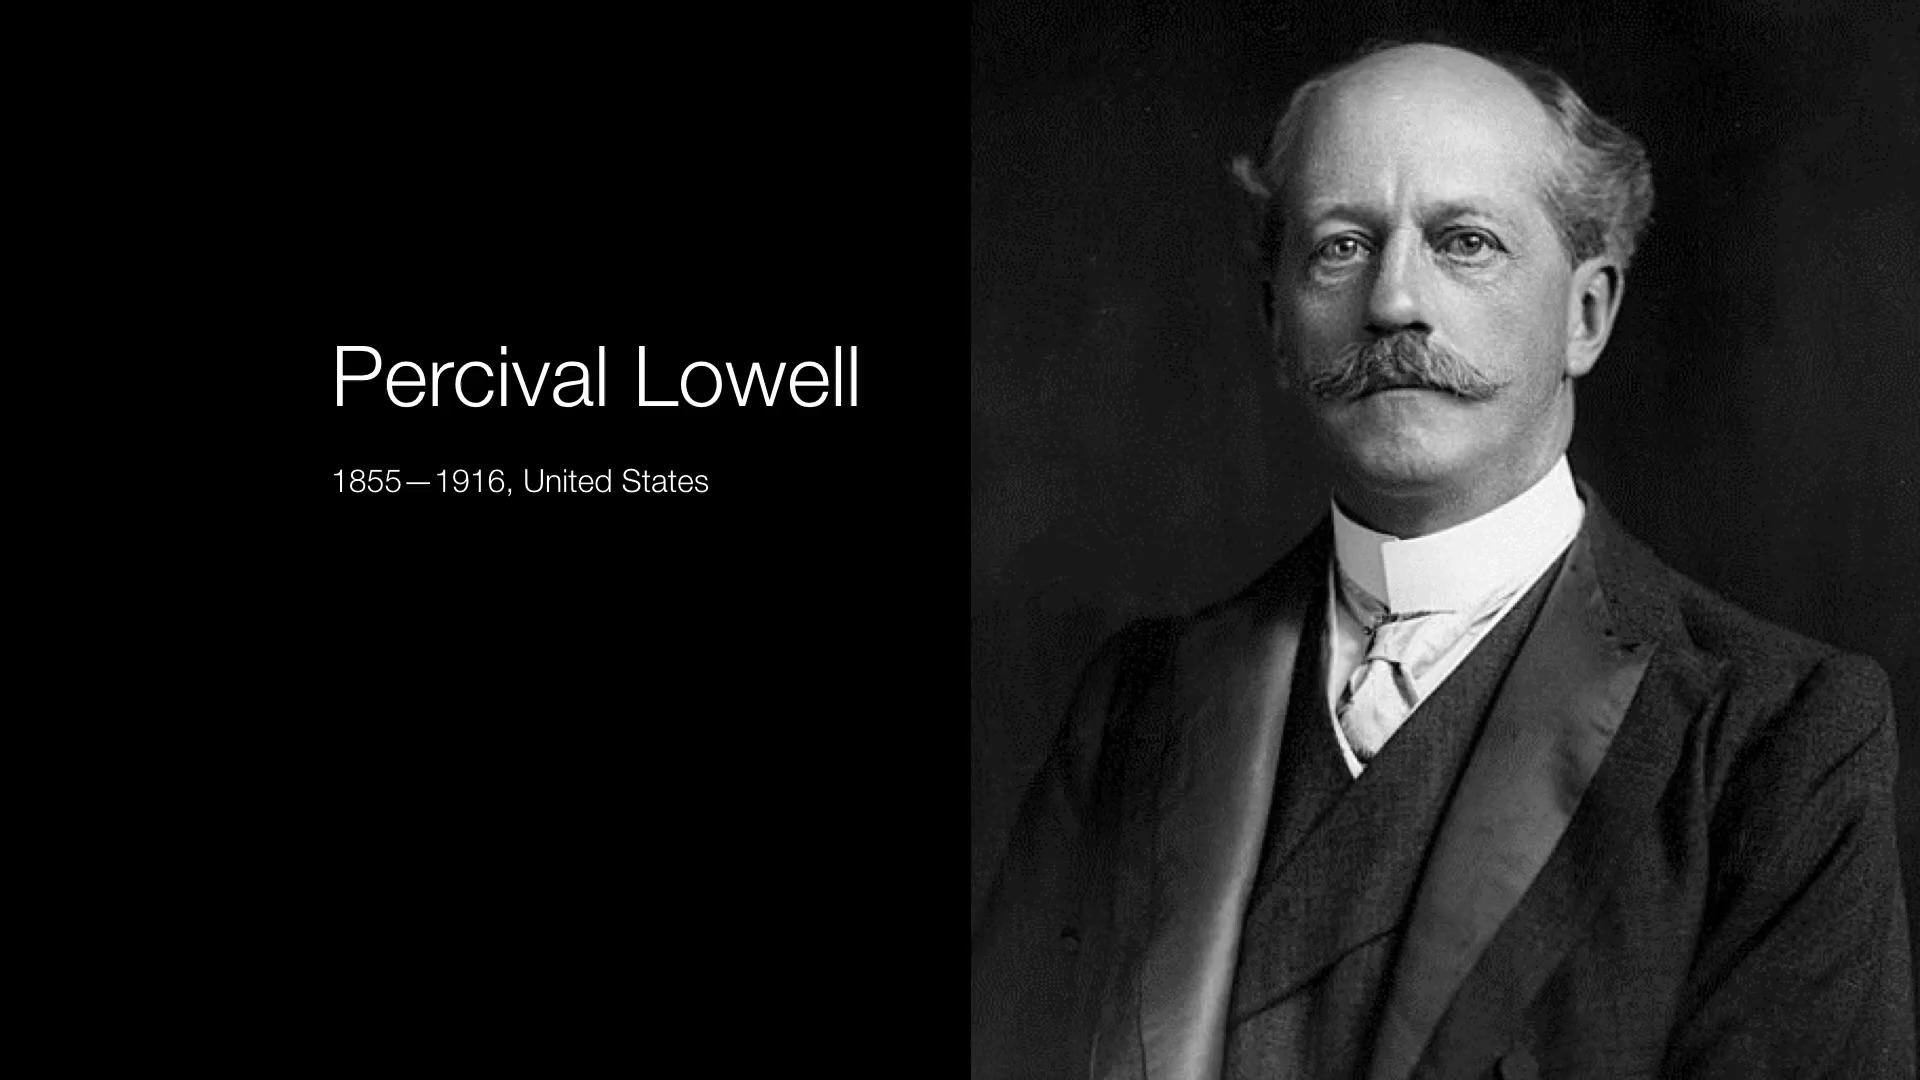 Percival Lowell
1855—1916, United States